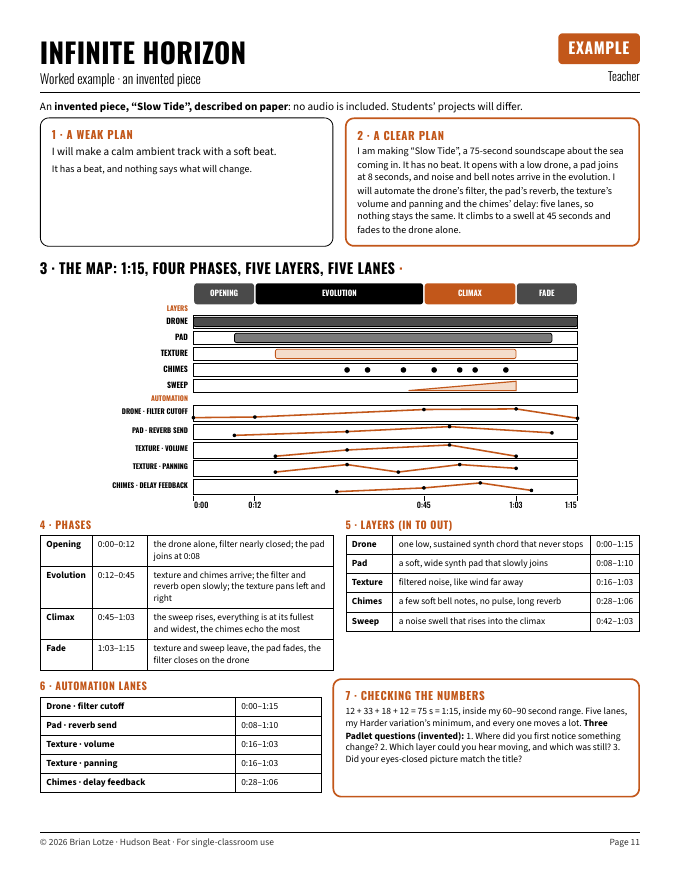 INFINITE HORIZON
EXAMPLE
Worked example · an invented piece
Teacher
An invented piece, “Slow Tide”, described on paper: no audio is included. Students’ projects will differ.
1 · A WEAK PLAN
I will make a calm ambient track with a soft beat.
It has a beat, and nothing says what will change.
2 · A CLEAR PLAN
I am making “Slow Tide”, a 75-second soundscape about the sea
coming in. It has no beat. It opens with a low drone, a pad joins
at 8 seconds, and noise and bell notes arrive in the evolution. I
will automate the drone’s filter, the pad’s reverb, the texture’s
volume and panning and the chimes’ delay: five lanes, so
nothing stays the same. It climbs to a swell at 45 seconds and
fades to the drone alone.
3 · THE MAP: 1:15, FOUR PHASES, FIVE LAYERS, FIVE LANES ·
OPENING
EVOLUTION
CLIMAX
FADE
LAYERS
DRONE
PAD
TEXTURE
CHIMES
SWEEP
AUTOMATION
DRONE · FILTER CUTOFF
PAD · REVERB SEND
TEXTURE · VOLUME
TEXTURE · PANNING
CHIMES · DELAY FEEDBACK
0:00
0:12
0:45
1:03
1:15
4 · PHASES
Opening
0:00–0:12
the drone alone, filter nearly closed; the pad
joins at 0:08
Evolution
0:12–0:45
texture and chimes arrive; the filter and
reverb open slowly; the texture pans left and
right
Climax
0:45–1:03
the sweep rises, everything is at its fullest
and widest, the chimes echo the most
Fade
1:03–1:15
texture and sweep leave, the pad fades, the
filter closes on the drone
5 · LAYERS (IN TO OUT)
Drone
one low, sustained synth chord that never stops
0:00–1:15
Pad
a soft, wide synth pad that slowly joins
0:08–1:10
Texture
filtered noise, like wind far away
0:16–1:03
Chimes
a few soft bell notes, no pulse, long reverb
0:28–1:06
Sweep
a noise swell that rises into the climax
0:42–1:03
6 · AUTOMATION LANES
Drone · filter cutoff
0:00–1:15
Pad · reverb send
0:08–1:10
Texture · volume
0:16–1:03
Texture · panning
0:16–1:03
Chimes · delay feedback
0:28–1:06
7 · CHECKING THE NUMBERS
12 + 33 + 18 + 12 = 75 s = 1:15, inside my 60–90 second range. Five lanes,
my Harder variation’s minimum, and every one moves a lot. Three
Padlet questions (invented): 1. Where did you first notice something
change? 2. Which layer could you hear moving, and which was still? 3.
Did your eyes-closed picture match the title?
© 2026 Brian Lotze · Hudson Beat · For single-classroom use
Page 11